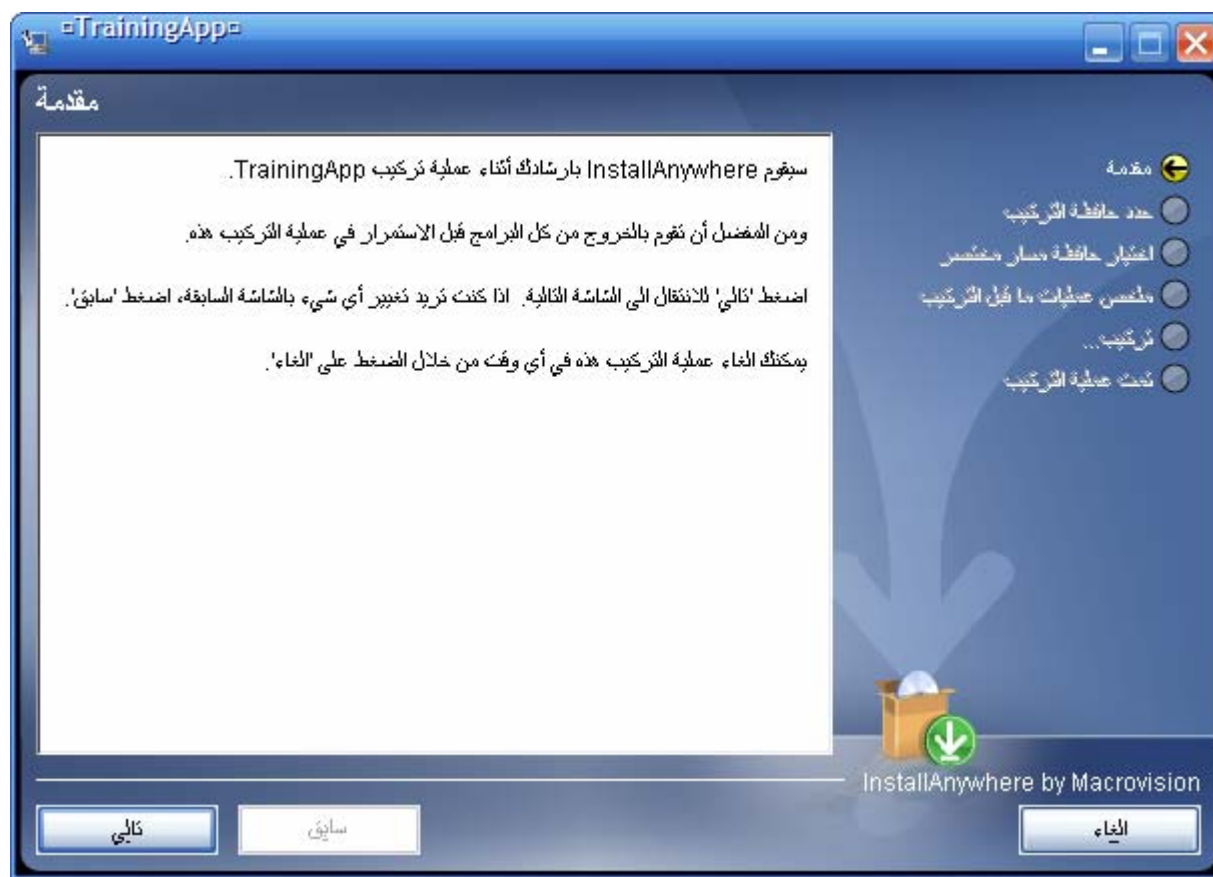 ¤TrainingApp¤
مقدمة
سيقوم InstallAnywhere بارشادك أثناء عملية تركيب TrainingApp.
ومن المفضل أن تقوم بالخروج من كل البرامج قبل الاستمرار في عملية التركيب هذه.
اضغط 'تالي' للانتقال الى الشاشة التالية. اذا كنت تريد تغيير أي شيء بالشاشة السابقة، اضغط 'سابق'.
يمكنك الغاء عملية التركيب هذه في أي وقت من خلال الضغط على 'الغاء'.
مقدمة
حدد حافظة التركيب
اختيار حافظة مسار مختصر
ملخص عمليات ما قبل التركيب
تركيب...
تمت عملية التركيب
InstallAnywhere by Macrovision
الغاء
سابق
تالي